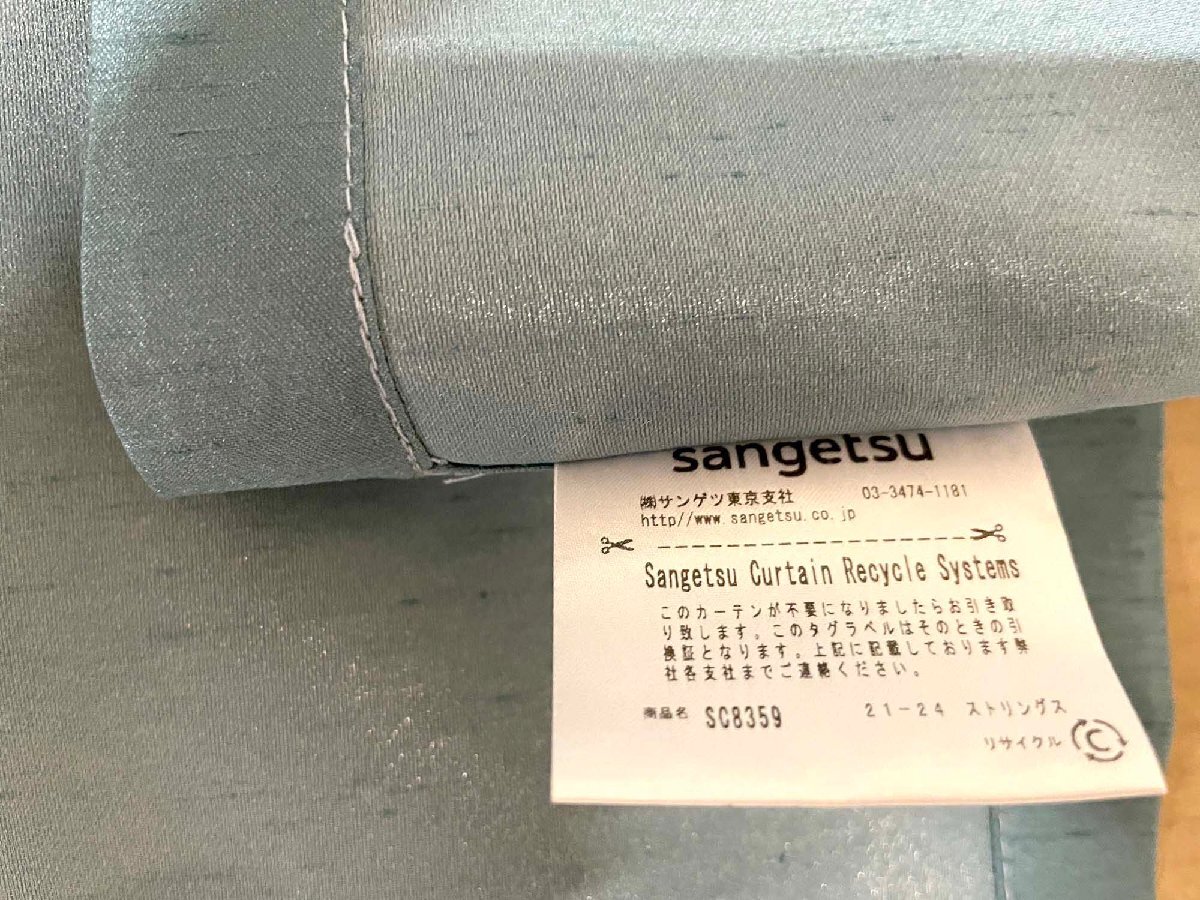 sangetsu
㈱サンゲツ東京支社 03-3474-1181
http//www.sangetsu.co.jp
Sangetsu Curtain Recycle Systems
このカーテンが不要になりましたらお引き取
り致します。このタグラベルはそのときの引
換証となります。上記に記載しております弊
社各支社までご連絡ください。
商品名 SC8359 21-24 ストリングス
リサイクル C